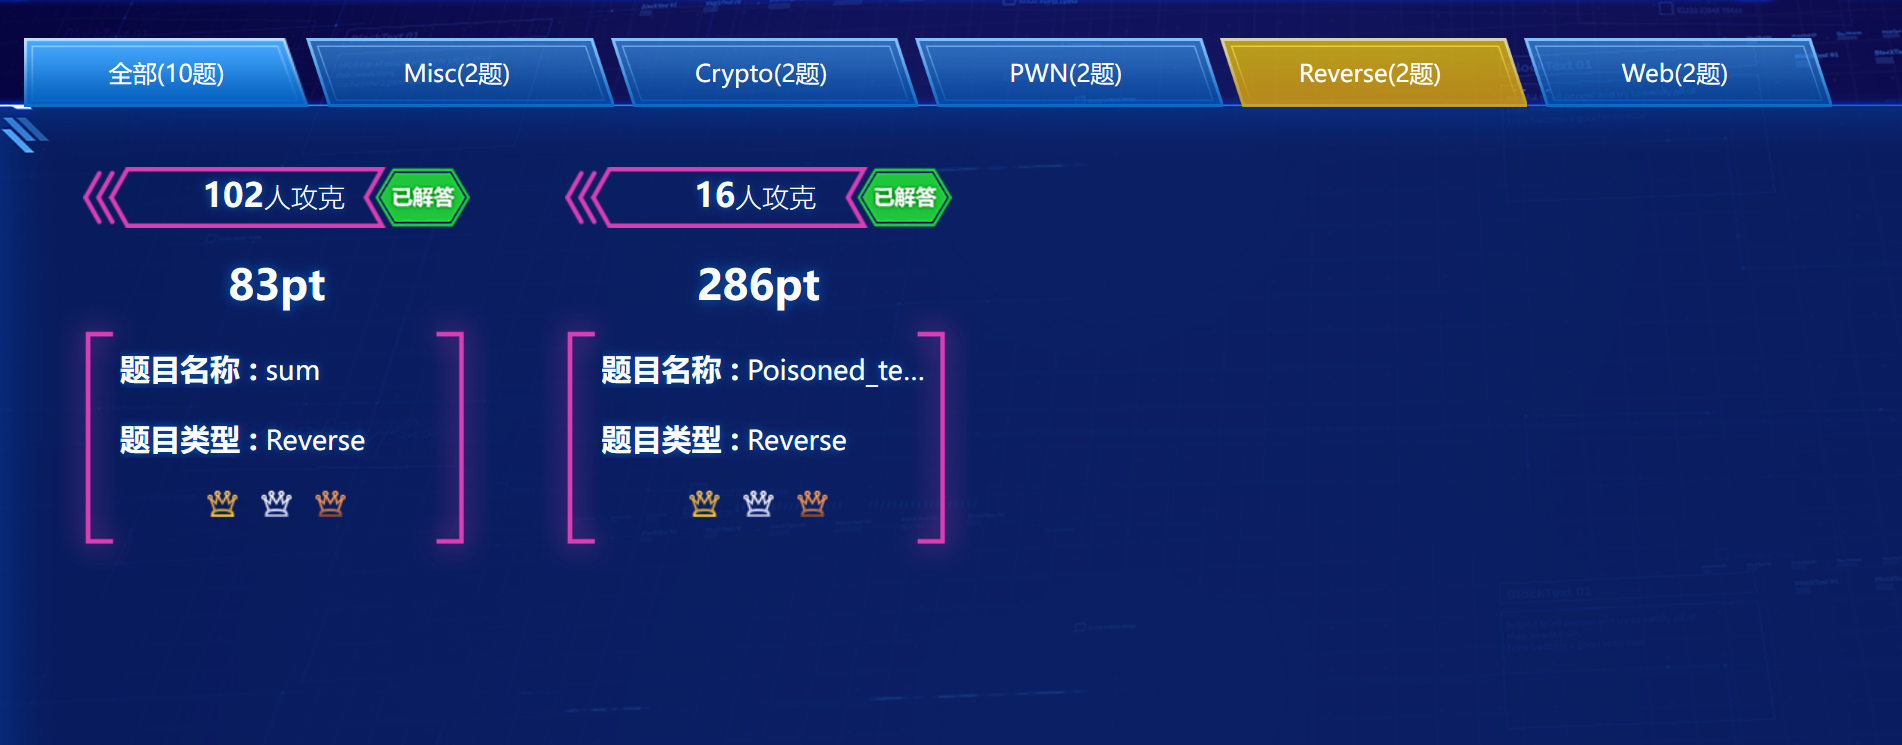 全部(10题)
Misc(2题)
Crypto(2题)
PWN(2题)
Reverse(2题)
Web(2题)
102人攻克
已解答
16人攻克
已解答
83pt
286pt
题目名称 : sum
题目名称 : Poisoned_te...
题目类型 : Reverse
题目类型 : Reverse